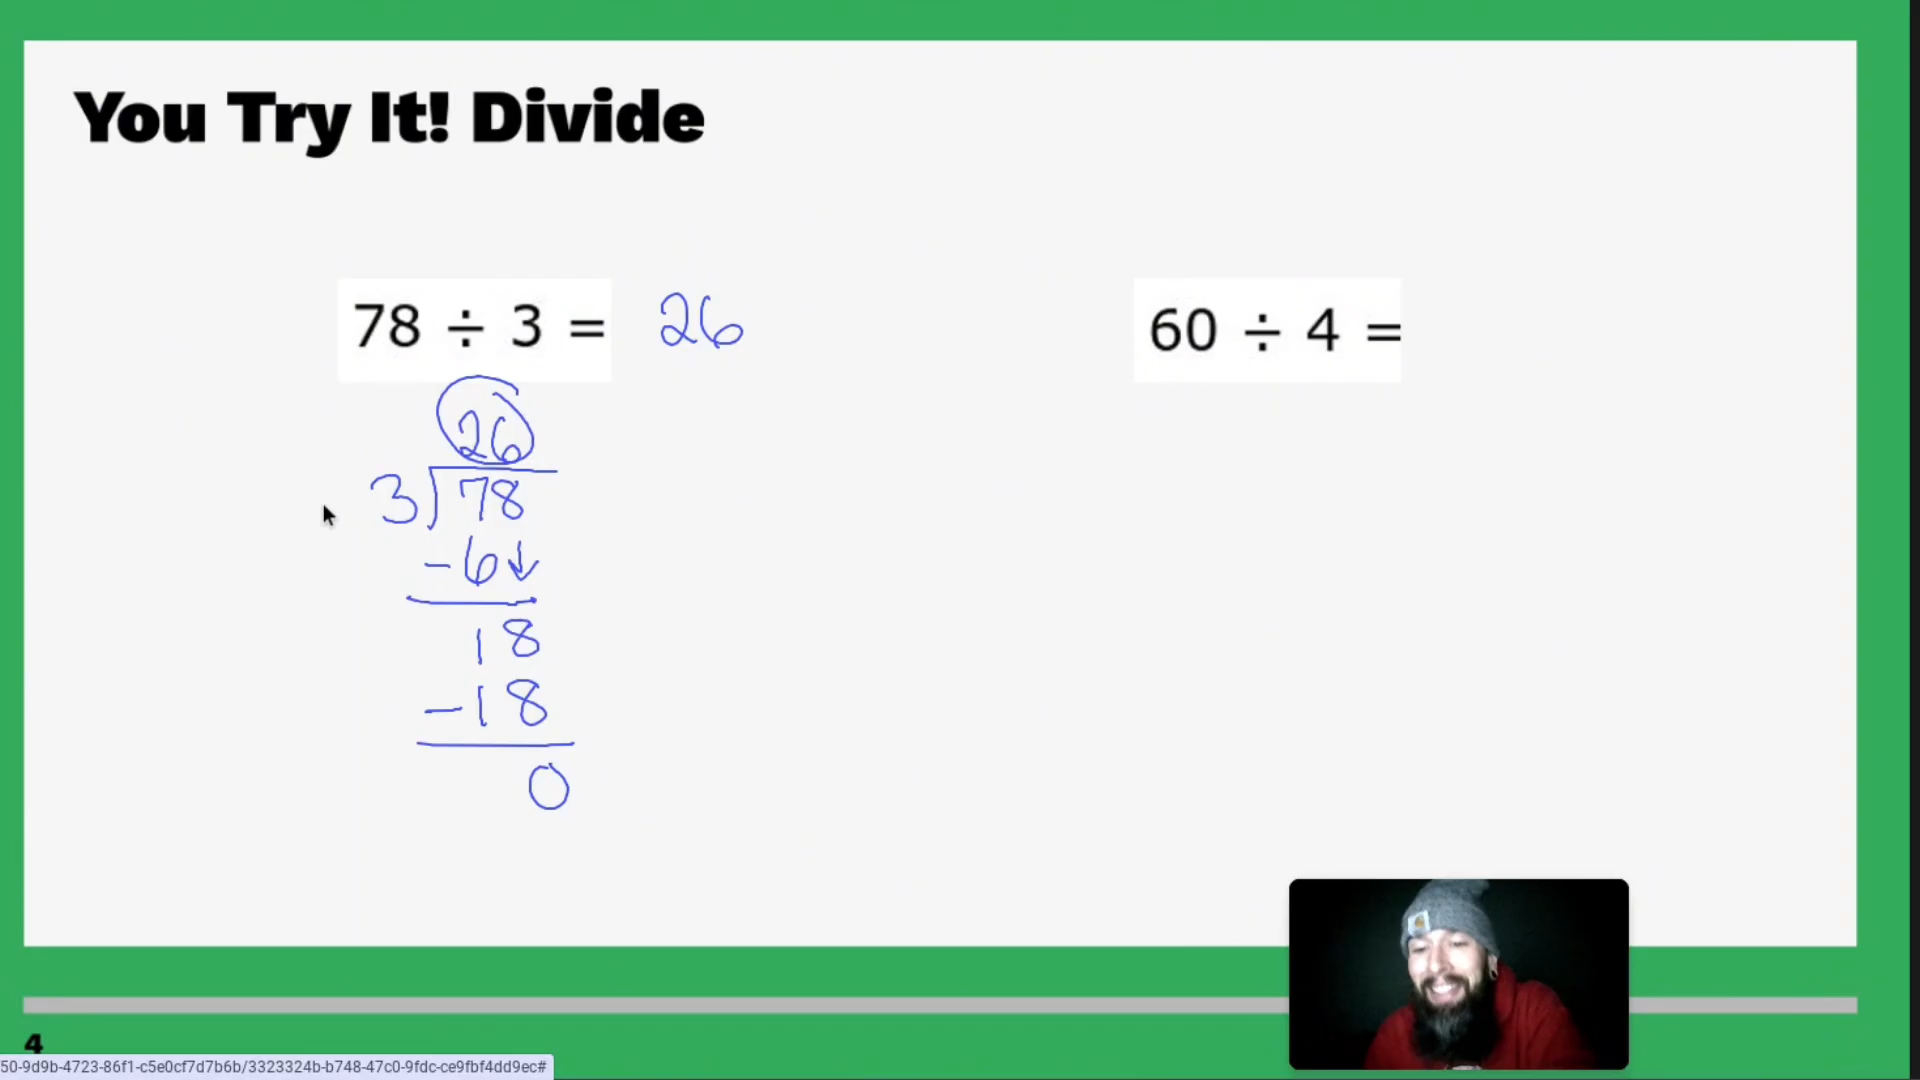 You Try It! Divide
78 ÷ 3 = 26
60 ÷ 4 =
26
3 78
-6↓
18
-18
0
4
50-9d9b-4723-86f1-c5e0cf7d7b6b/3323324b-b748-47c0-9fdc-ce9fbf4dd9ec#